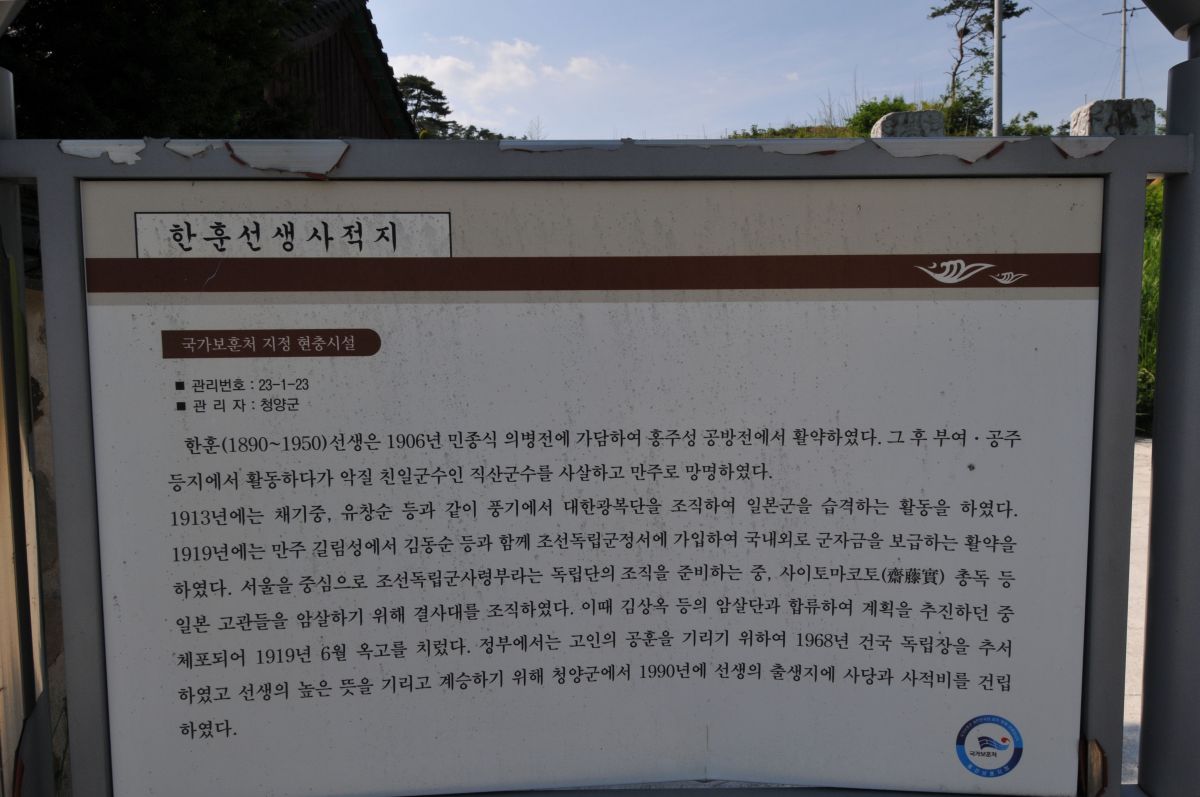 한훈선생사적지
국가보훈처 지정 현충시설
■ 관리번호 : 23-1-23
■ 관 리 자 : 청양군
한훈(1890~1950)선생은 1906년 민종식 의병전에 가담하여 홍주성 공방전에서 활약하였다. 그 후 부여·공주
등지에서 활동하다가 악질 친일군수인 직산군수를 사살하고 만주로 망명하였다.
1913년에는 채기중, 유창순 등과 같이 풍기에서 대한광복단을 조직하여 일본군을 습격하는 활동을 하였다.
1919년에는 만주 길림성에서 김동순 등과 함께 조선독립군정서에 가입하여 국내외로 군자금을 보급하는 활약을
하였다. 서울을 중심으로 조선독립군사령부라는 독립단의 조직을 준비하는 중, 사이토마코토(齋藤實) 총독 등
일본 고관들을 암살하기 위해 결사대를 조직하였다. 이때 김상옥 등의 암살단과 합류하여 계획을 추진하던 중
체포되어 1919년 6월 옥고를 치렀다. 정부에서는 고인의 공훈을 기리기 위하여 1968년 건국 독립장을 추서
하였고 선생의 높은 뜻을 기리고 계승하기 위해 청양군에서 1990년에 선생의 출생지에 사당과 사적비를 건립
하였다.
국가보훈처